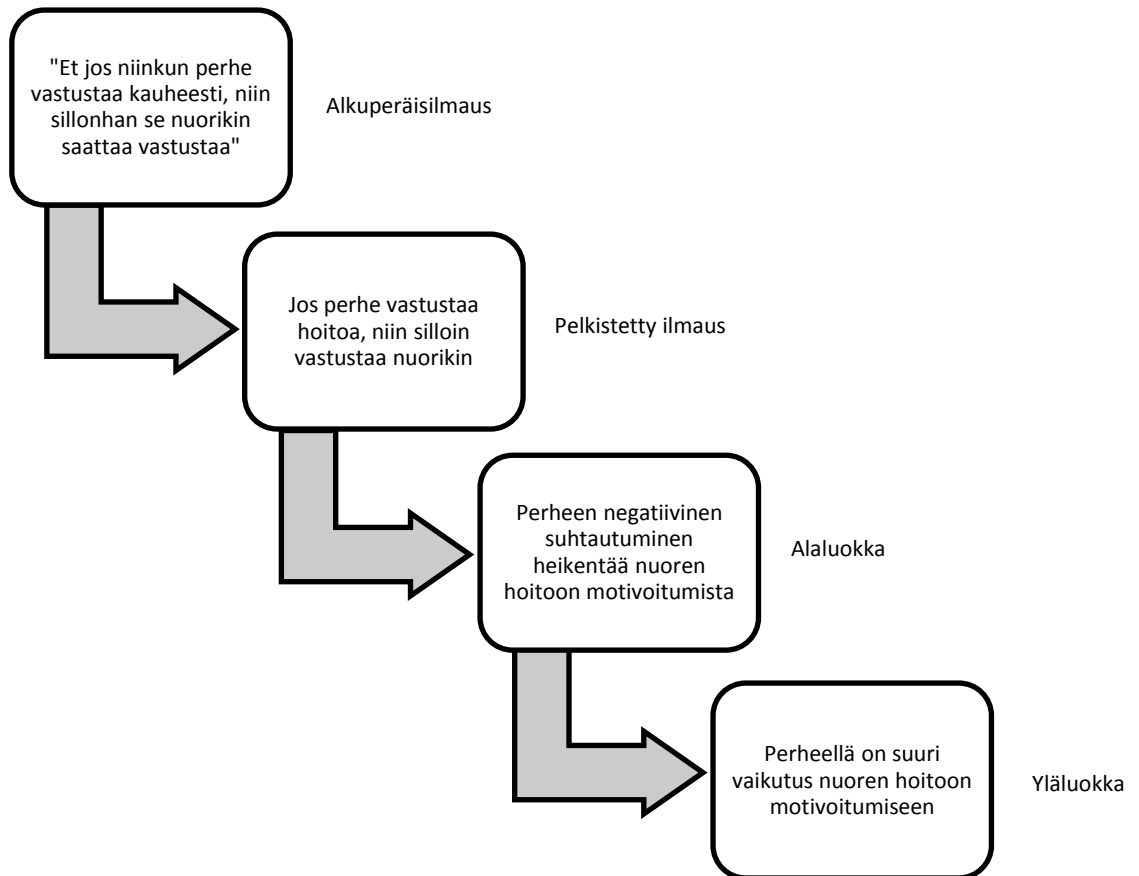 "Et jos niinkun perhe
vastustaa kauheesti, niin
sillonhan se nuorikin
saattaa vastustaa"
Alkuperäisilmaus
Jos perhe vastustaa
hoitoa, niin silloin
vastustaa nuorikin
Pelkistetty ilmaus
Perheen negatiivinen
suhtautuminen
heikentää nuoren
hoitoon motivoitumista
Alaluokka
Perheellä on suuri
vaikutus nuoren hoitoon
motivoitumiseen
Yläluokka